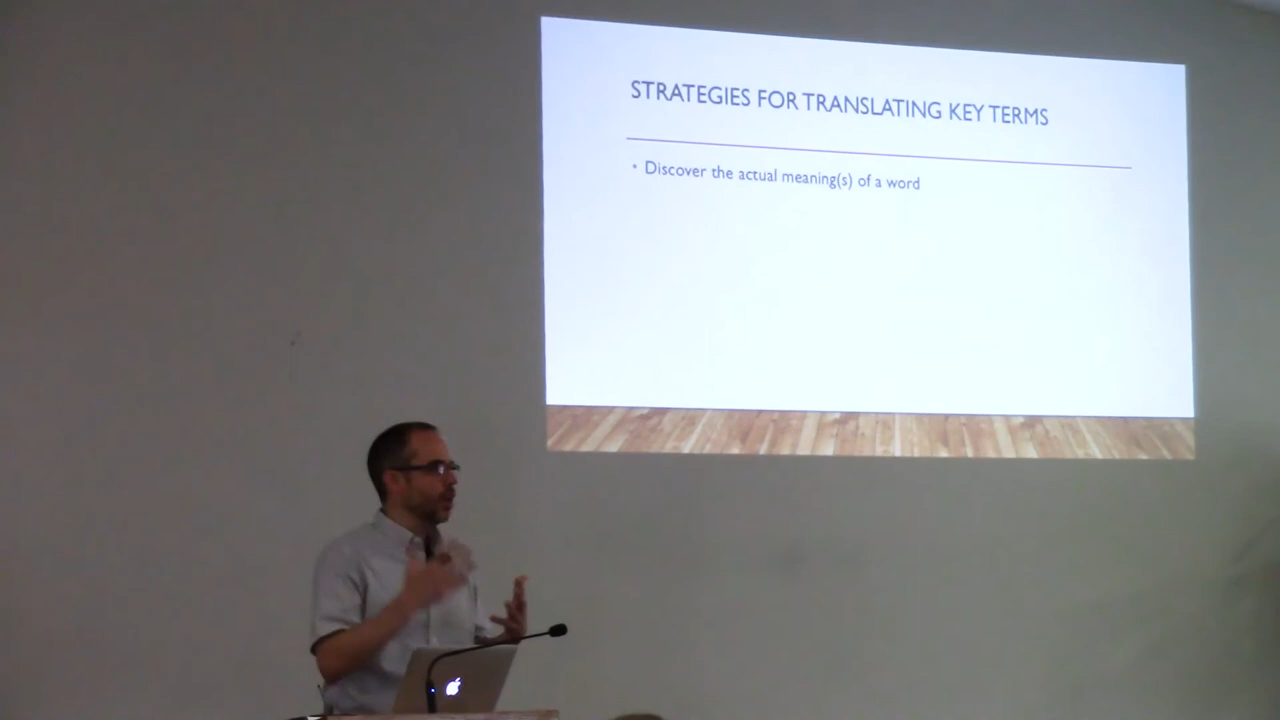 STRATEGIES FOR TRANSLATING KEY TERMS
• Discover the actual meaning(s) of a word